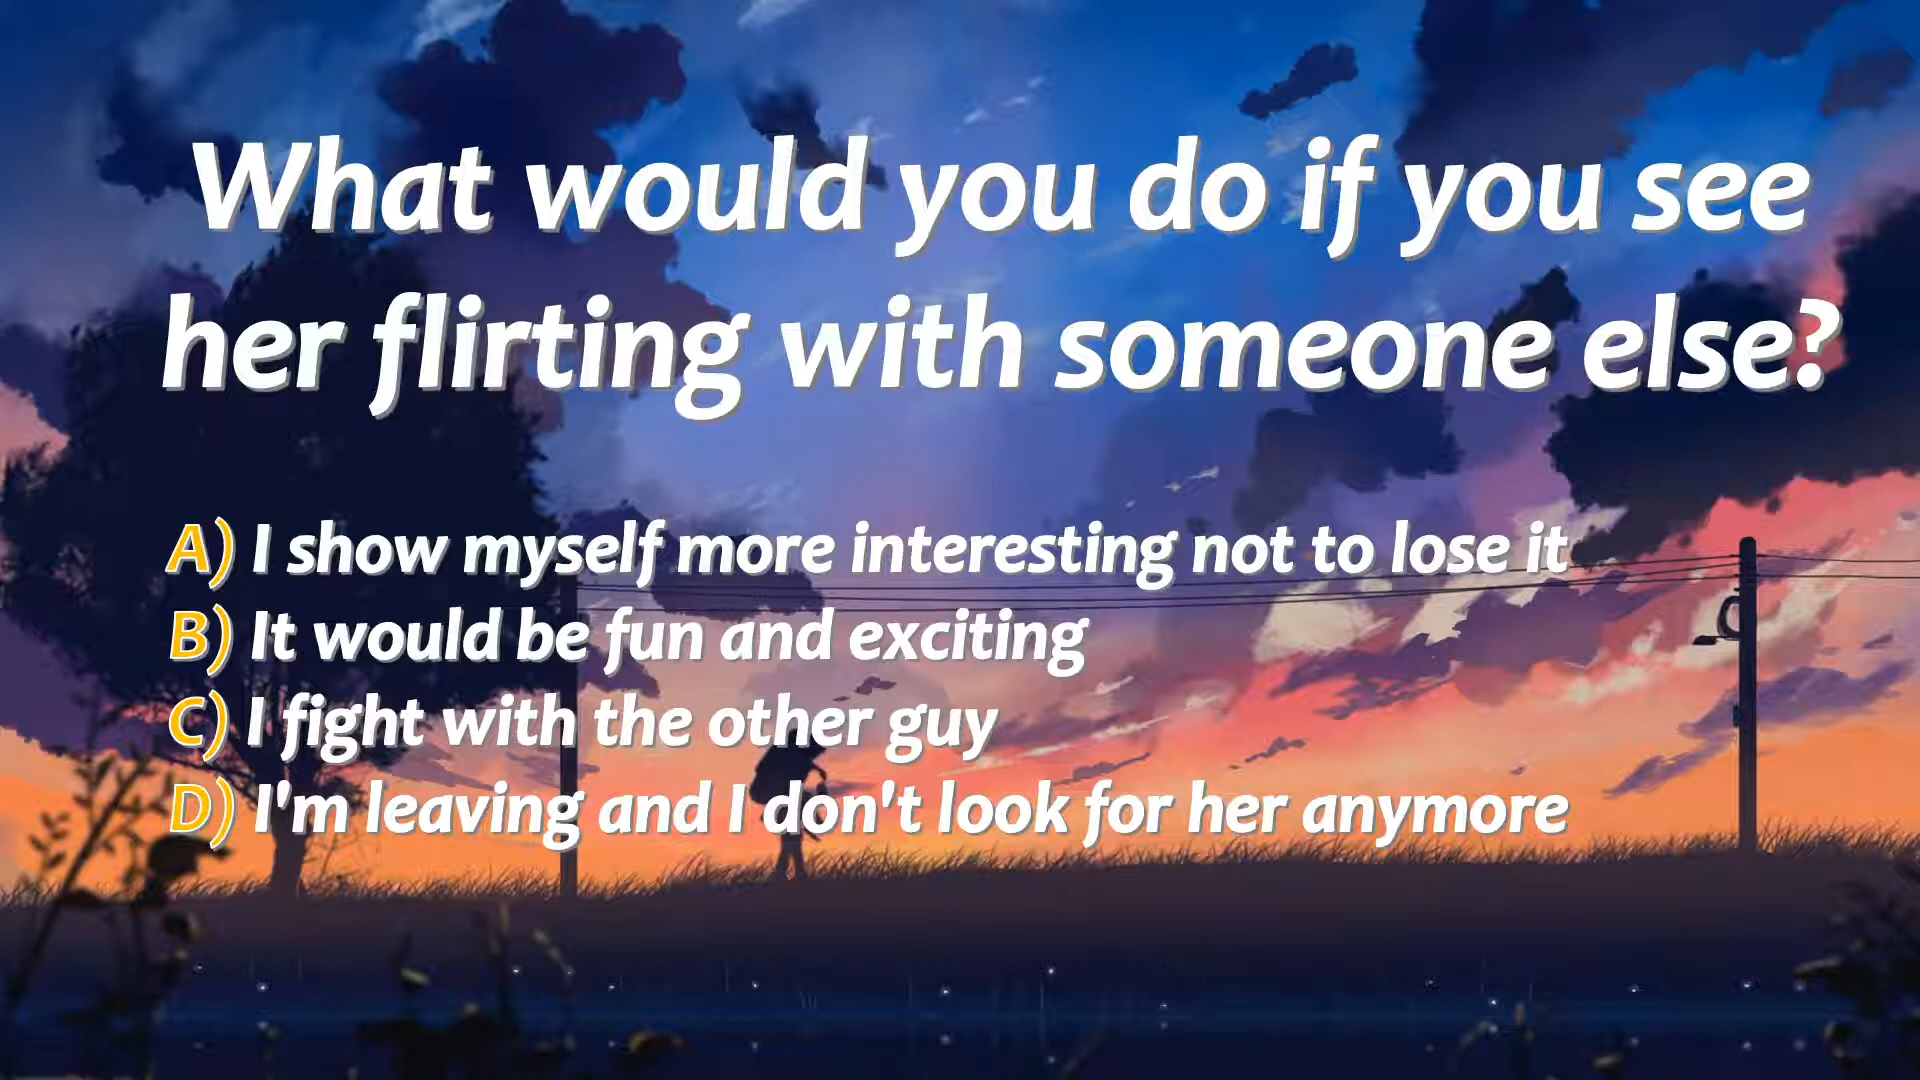 What would you do if you see
her flirting with someone else?
A) I show myself more interesting not to lose it
B) It would be fun and exciting
C) I fight with the other guy
D) I'm leaving and I don't look for her anymore